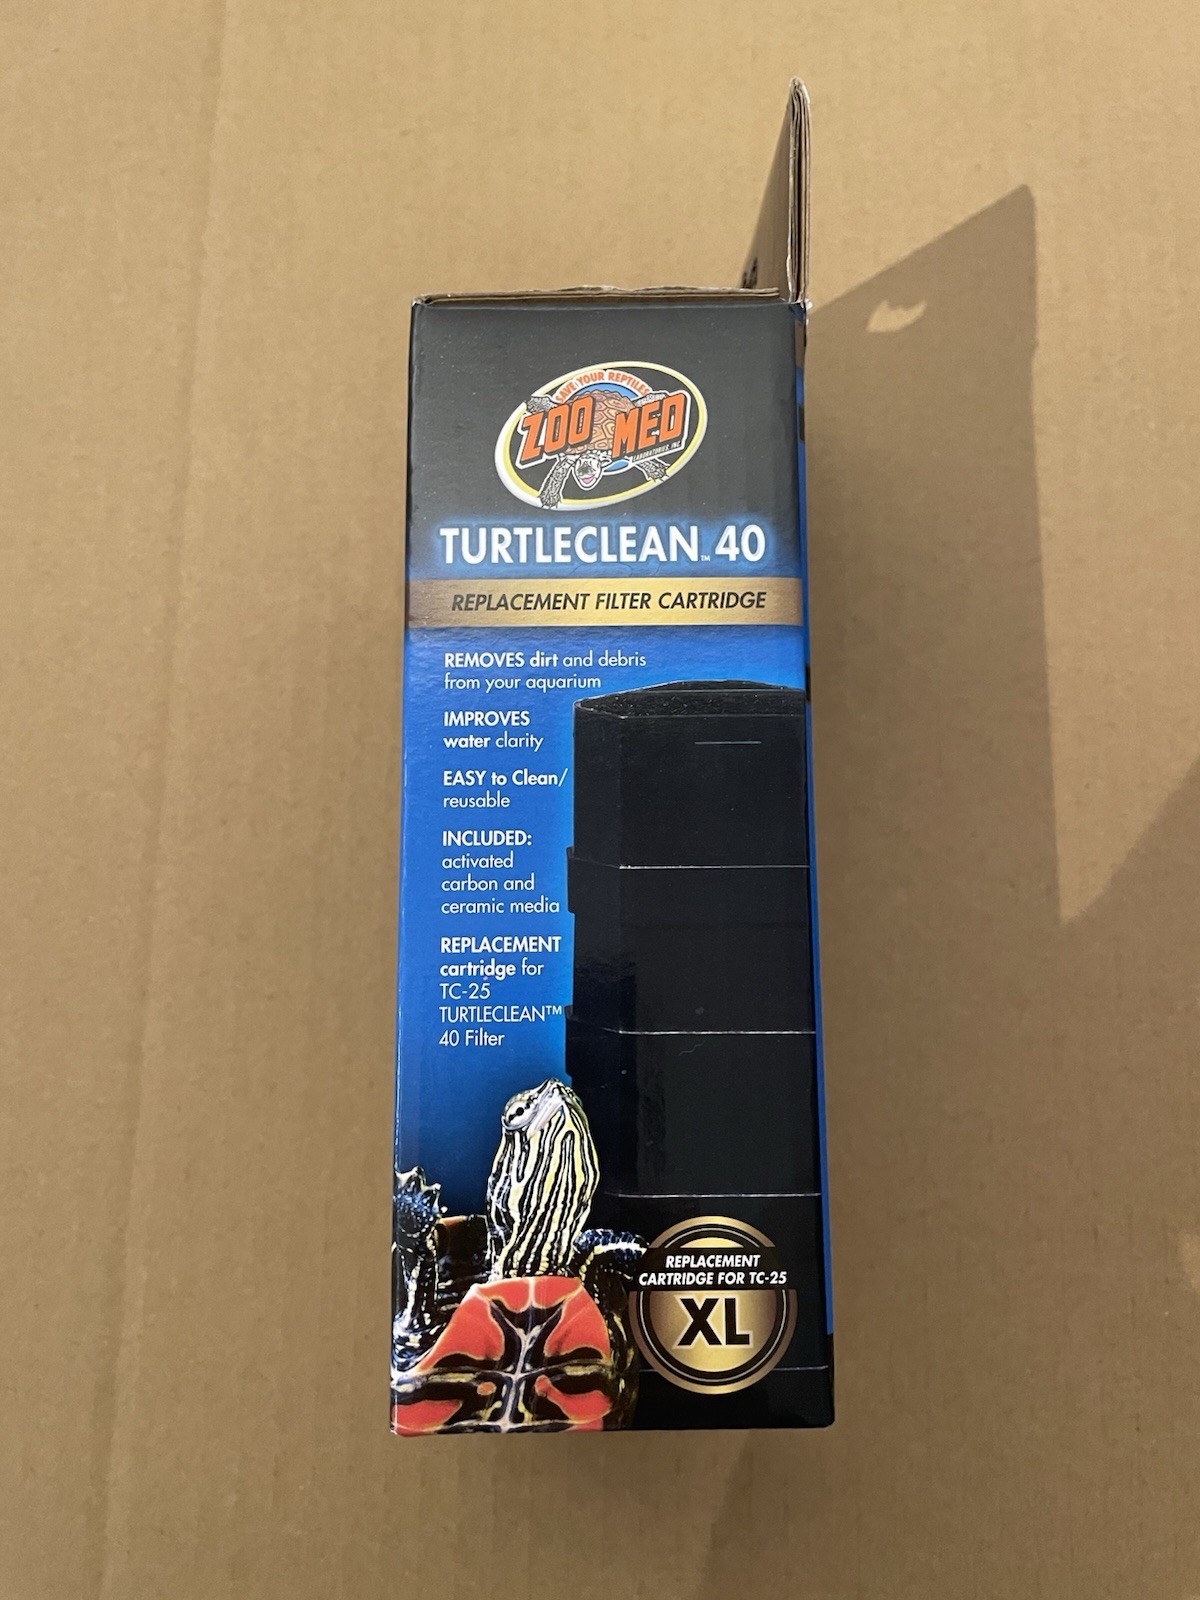 SAVE YOUR REPTILES
ZOO MED
LABORATORIES, INC.
TURTLECLEAN™ 40
REPLACEMENT FILTER CARTRIDGE
REMOVES dirt and debris
from your aquarium
IMPROVES
water clarity
EASY to Clean/
reusable
INCLUDED:
activated
carbon and
ceramic media
REPLACEMENT
cartridge for
TC-25
TURTLECLEAN™
40 Filter
REPLACEMENT
CARTRIDGE FOR TC-25
XL